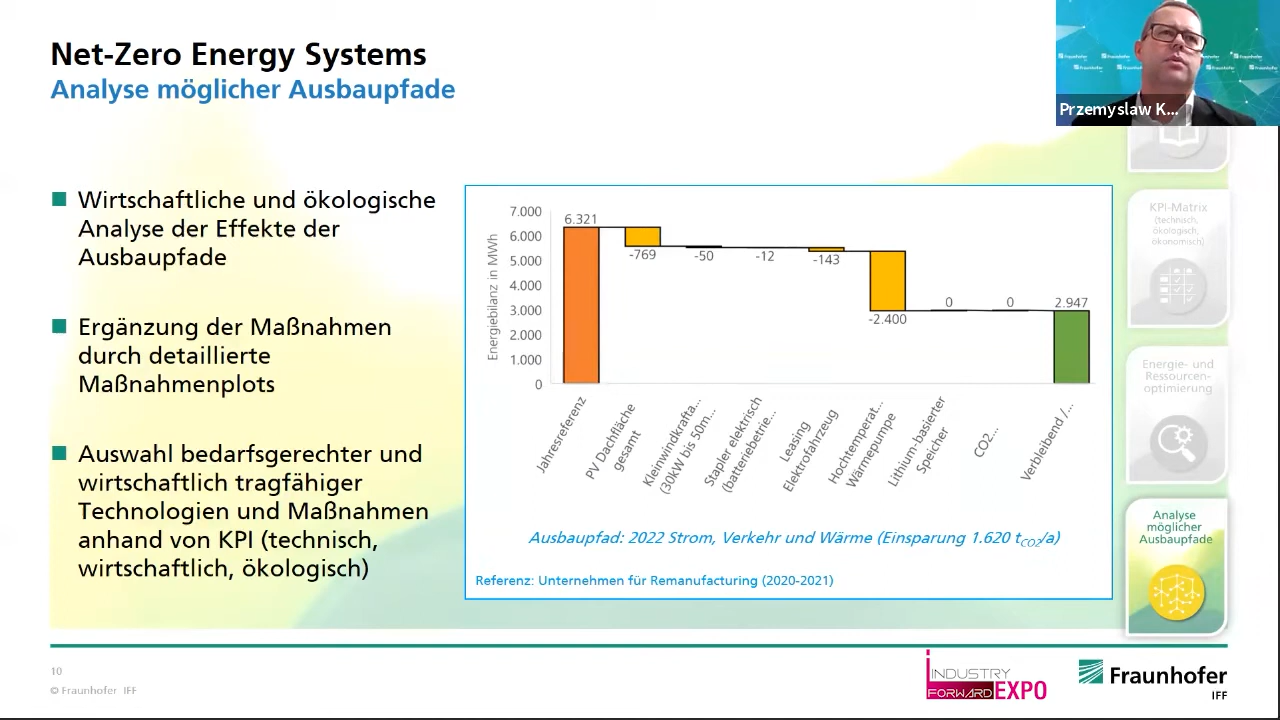 Net-Zero Energy Systems
Analyse möglicher Ausbaupfade
Przemyslaw K...
Wirtschaftliche und ökologische
Analyse der Effekte der
Ausbaupfade
Ergänzung der Maßnahmen
durch detaillierte
Maßnahmenplots
Auswahl bedarfsgerechter und
wirtschaftlich tragfähiger
Technologien und Maßnahmen
anhand von KPI (technisch,
wirtschaftlich, ökologisch)
Energiebilanz in MWh
7.000
6.000
5.000
4.000
3.000
2.000
1.000
0
6.321
-769
-50
-12
-143
-2.400
0
0
2.947
Jahresreferenz
PV Dachfläche
gesamt
Kleinwindkrafta...
(30kW bis 50m...
Stapler elektrisch
(batteriebetrie...
Leasing
Elektrofahrzeug
Hochtemperat...
Wärmepumpe
Lithium-basierter
Speicher
CO2...
Verbleibend /...
Ausbaupfad: 2022 Strom, Verkehr und Wärme (Einsparung 1.620 tCO2/a)
Referenz: Unternehmen für Remanufacturing (2020-2021)
KPI-Matrix
(technisch,
ökologisch,
ökonomisch)
Energie- und
Ressourcen-
optimierung
Analyse
möglicher
Ausbaupfade
10
© Fraunhofer IFF
INDUSTRY
FORWARD EXPO
Fraunhofer
IFF